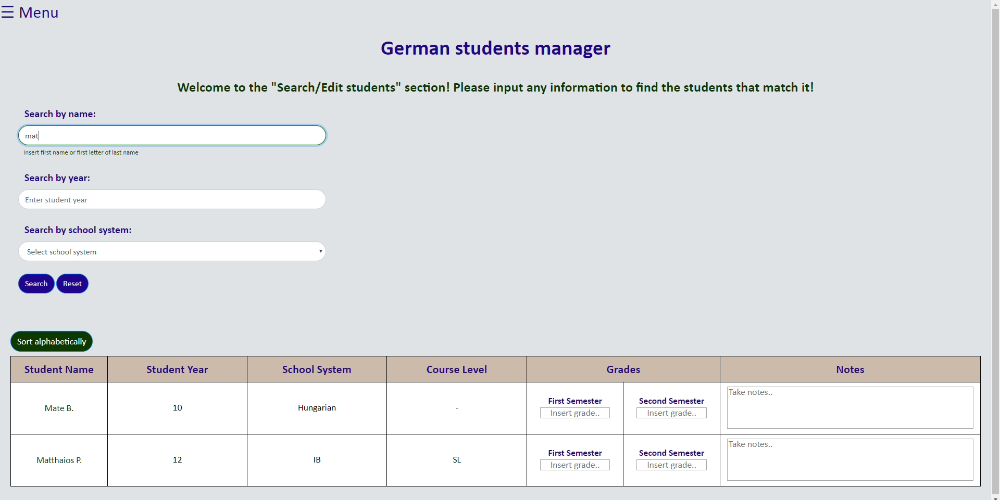 ☰ Menu
German students manager
Welcome to the "Search/Edit students" section! Please input any information to find the students that match it!
Search by name:
mat
Insert first name or first letter of last name
Search by year:
Enter student year
Search by school system:
Select school system
Search Reset
Sort alphabetically
Student Name Student Year School System Course Level Grades Notes
Mate B. 10 Hungarian - First Semester Second Semester Take notes..
Insert grade.. Insert grade..
Matthaios P. 12 IB SL First Semester Second Semester Take notes..
Insert grade.. Insert grade..